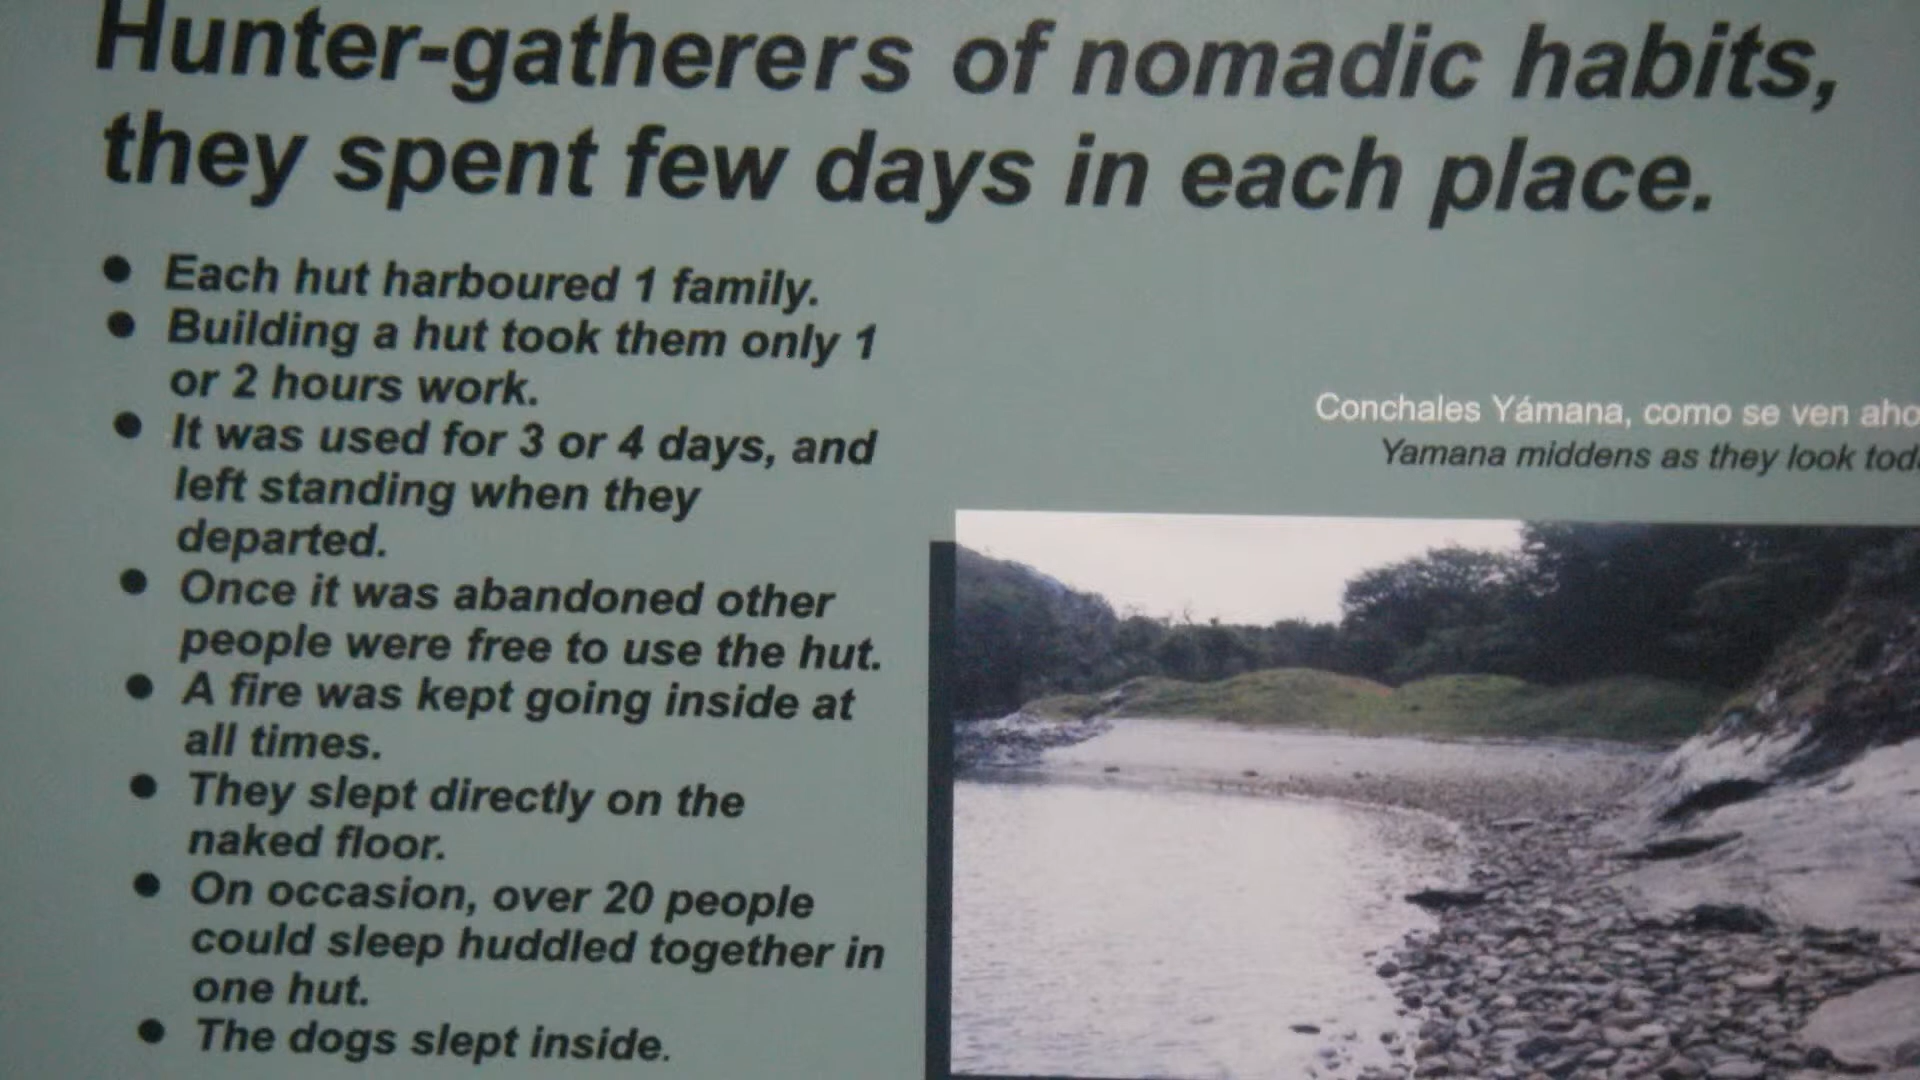 Hunter-gatherers of nomadic habits,
they spent few days in each place.
● Each hut harboured 1 family.
● Building a hut took them only 1
or 2 hours work.
● It was used for 3 or 4 days, and
left standing when they
departed.
● Once it was abandoned other
people were free to use the hut.
● A fire was kept going inside at
all times.
● They slept directly on the
naked floor.
● On occasion, over 20 people
could sleep huddled together in
one hut.
● The dogs slept inside.
Conchales Yámana, como se ven
Yamana middens as they look